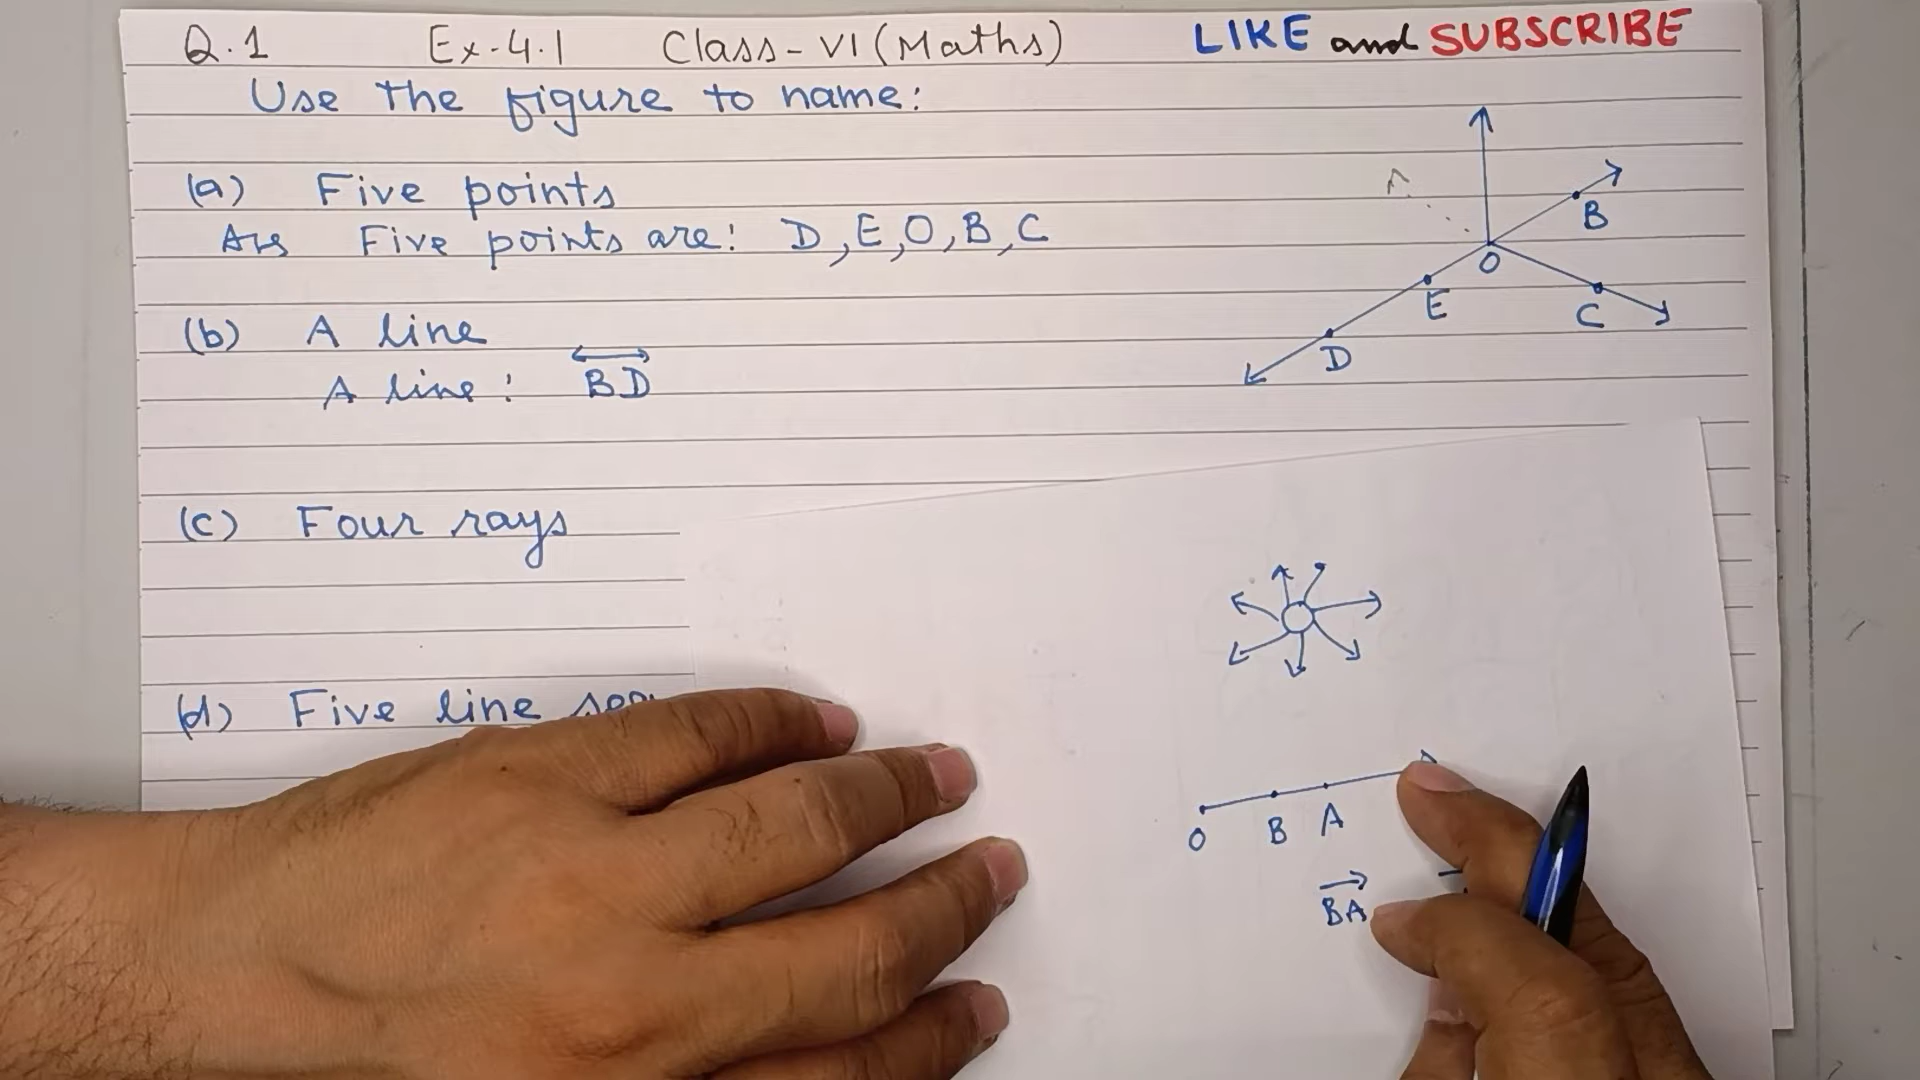 Q.1 Ex-4.1 Class-VI (Maths) LIKE and SUBSCRIBE
Use the figure to name:
(a) Five points
Ans Five points are: D, E, O, B, C
(b) A line
A line: BD
(c) Four rays
(d) Five line
B
O
E
C
D
O B A
BA